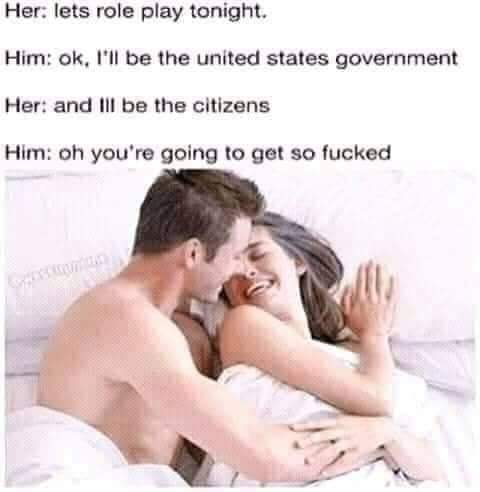 Her: lets role play tonight.
Him: ok, I'll be the united states government
Her: and Ill be the citizens
Him: oh you're going to get so fucked